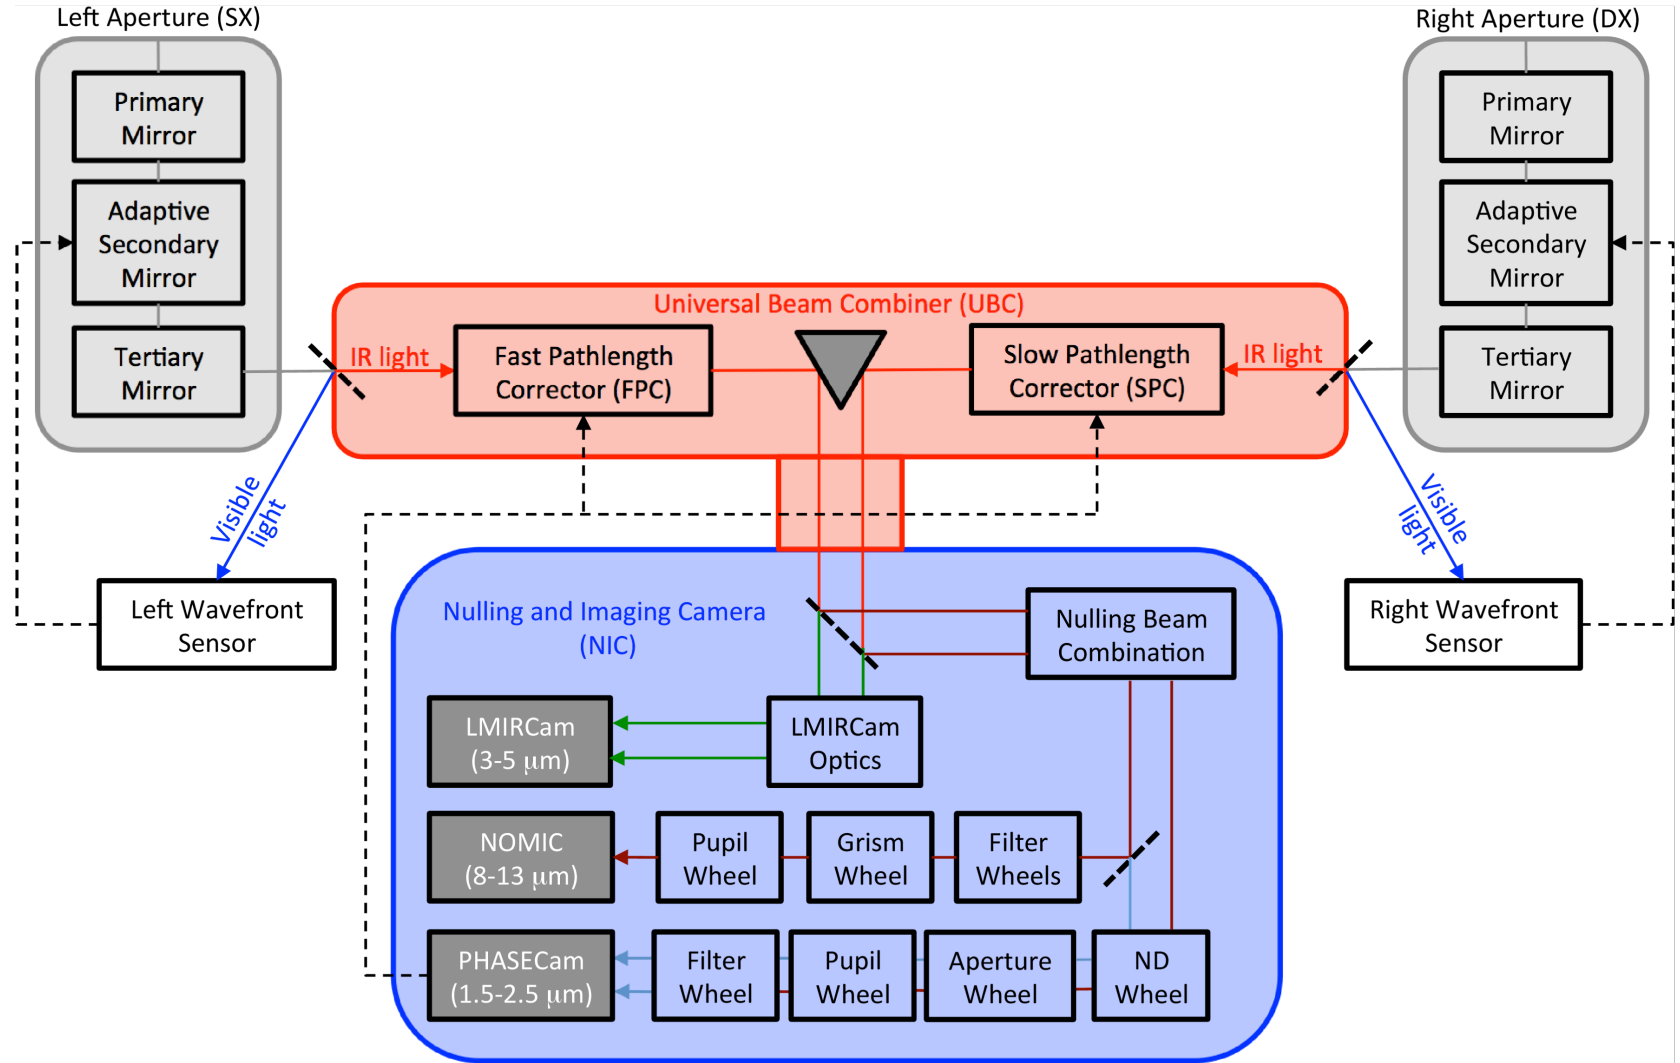 Left Aperture (SX)
Right Aperture (DX)
Primary
Mirror
Adaptive
Secondary
Mirror
Tertiary
Mirror
Primary
Mirror
Adaptive
Secondary
Mirror
Tertiary
Mirror
Universal Beam Combiner (UBC)
IR light
Fast Pathlength
Corrector (FPC)
Slow Pathlength
Corrector (SPC)
IR light
Visible
light
Visible
light
Left Wavefront
Sensor
Right Wavefront
Sensor
Nulling and Imaging Camera
(NIC)
Nulling Beam
Combination
LMIRCam
(3-5 μm)
LMIRCam
Optics
NOMIC
(8-13 μm)
Pupil
Wheel
Grism
Wheel
Filter
Wheels
PHASECam
(1.5-2.5 μm)
Filter
Wheel
Pupil
Wheel
Aperture
Wheel
ND
Wheel